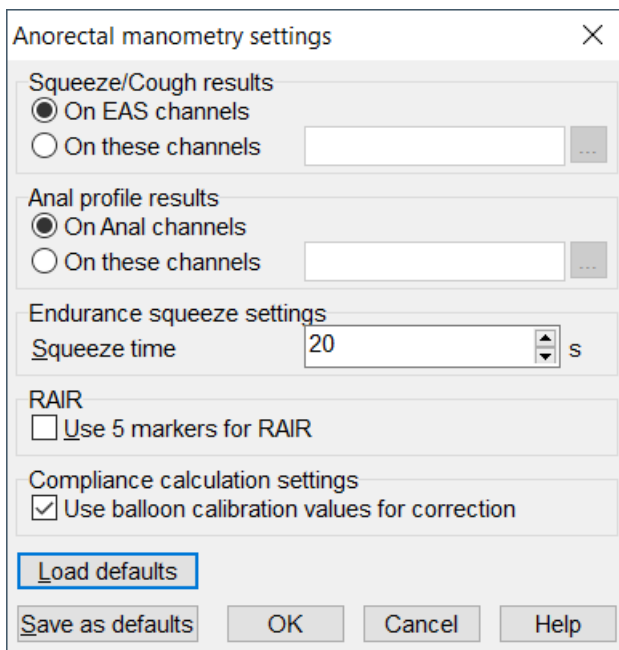 Anorectal manometry settings
Squeeze/Cough results
On EAS channels
On these channels
...
Anal profile results
On Anal channels
On these channels
...
Endurance squeeze settings
Squeeze time 20 s
RAIR
Use 5 markers for RAIR
Compliance calculation settings
Use balloon calibration values for correction
Load defaults
Save as defaults OK Cancel Help